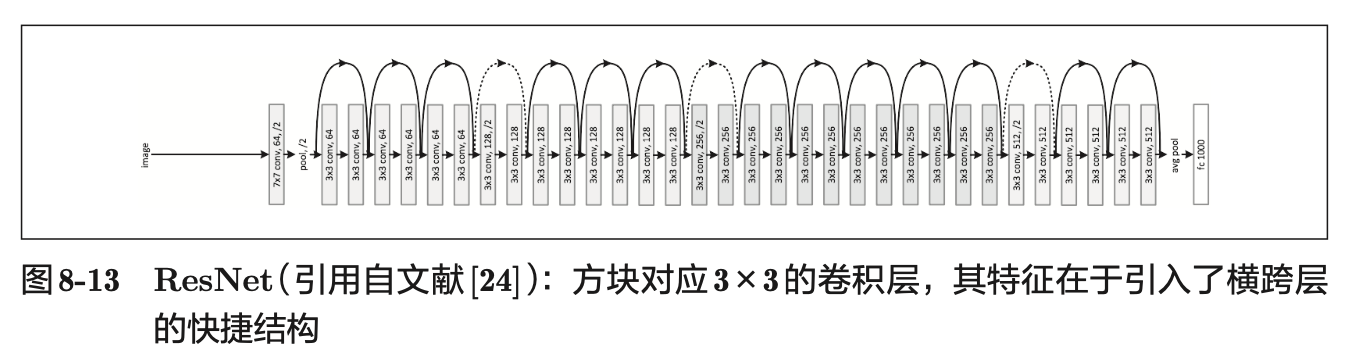 image
7x7 conv, 64, /2
pool, /2
3x3 conv, 64
3x3 conv, 64
3x3 conv, 64
3x3 conv, 64
3x3 conv, 64
3x3 conv, 64
3x3 conv, 128, /2
3x3 conv, 128
3x3 conv, 128
3x3 conv, 128
3x3 conv, 128
3x3 conv, 128
3x3 conv, 128
3x3 conv, 128
3x3 conv, 256, /2
3x3 conv, 256
3x3 conv, 256
3x3 conv, 256
3x3 conv, 256
3x3 conv, 256
3x3 conv, 256
3x3 conv, 256
3x3 conv, 256
3x3 conv, 256
3x3 conv, 256
3x3 conv, 256
3x3 conv, 512, /2
3x3 conv, 512
3x3 conv, 512
3x3 conv, 512
3x3 conv, 512
3x3 conv, 512
avg pool
fc 1000
图8-13 ResNet(引用自文献[24])：方块对应3×3的卷积层，其特征在于引入了横跨层
的快捷结构